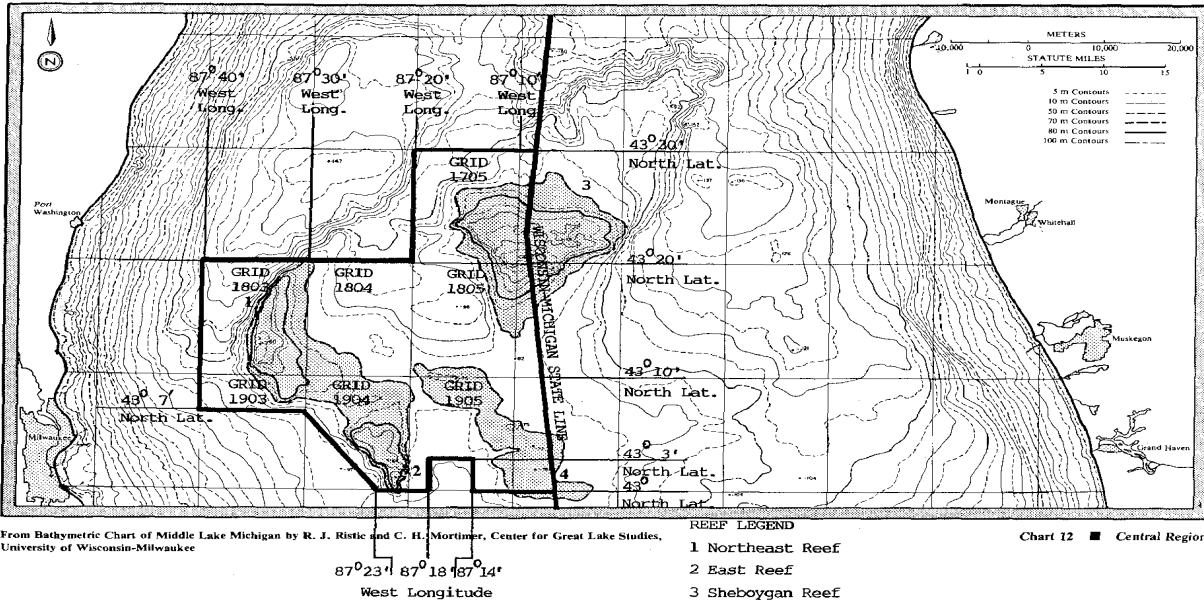 METERS
10,000 0 10,000 20,000
STATUTE MILES
1 0 5 10 15
5 m Contours
10 m Contours
50 m Contours
70 m Contours
80 m Contours
100 m Contours
N
87° 40' 87° 30' 87° 20' 87° 10'
West West West West
Long. Long. Long. Long
43° 30'
North Lat.
GRID
1705
3
Port
Washington
Montague
Whitehall
43° 20'
North Lat.
GRID GRID GRID
1803 1804 1805
1
WISCONSIN-MICHIGAN STATE LINE
Muskegon
43° 10'
North Lat.
GRID GRID GRID
1903 1904 1905
43° 7'
North Lat.
Milwaukee
Grand Haven
43° 3'
North Lat.
2
4
43°
North Lat.
From Bathymetric Chart of Middle Lake Michigan by R. J. Ristic and C. H. Mortimer, Center for Great Lake Studies,
University of Wisconsin-Milwaukee
Chart 12 ■ Central Region
87°23' 87°18' 87°14'
West Longitude
REEF LEGEND
1 Northeast Reef
2 East Reef
3 Sheboygan Reef